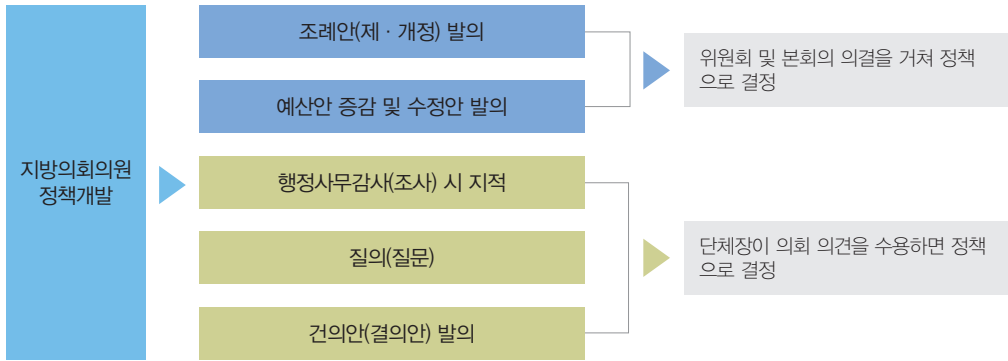 지방의회의원
정책개발
조례안(제 · 개정) 발의
예산안 증감 및 수정안 발의
행정사무감사(조사) 시 지적
질의(질문)
건의안(결의안) 발의
위원회 및 본회의 의결을 거쳐 정책
으로 결정
단체장이 의회 의견을 수용하면 정책
으로 결정